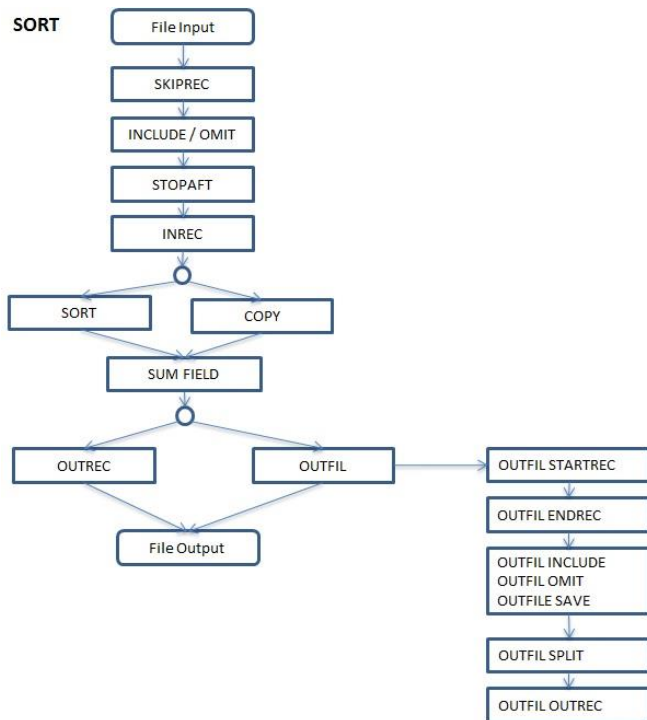 SORT
File Input
SKIPREC
INCLUDE / OMIT
STOPAFT
INREC
SORT
COPY
SUM FIELD
OUTREC
OUTFIL
File Output
OUTFIL STARTREC
OUTFIL ENDREC
OUTFIL INCLUDE
OUTFIL OMIT
OUTFILE SAVE
OUTFIL SPLIT
OUTFIL OUTREC